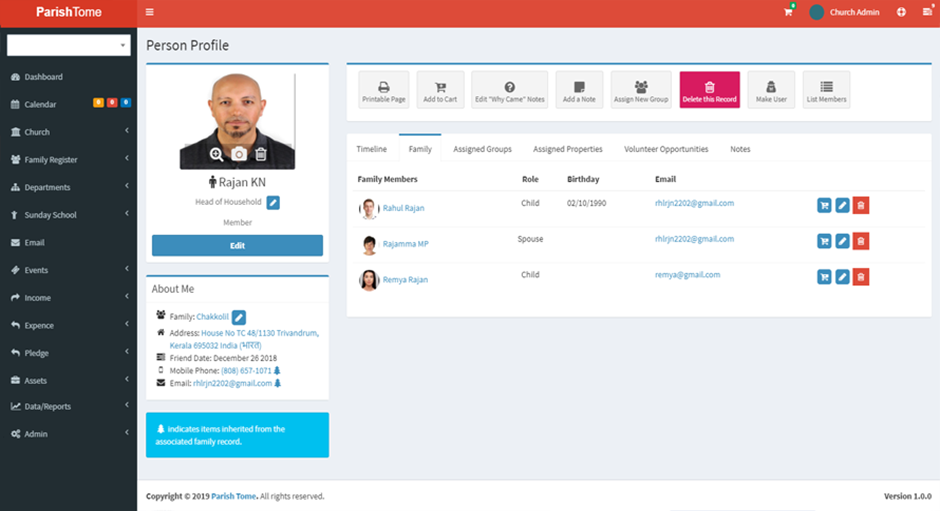 ParishTome
8
Church Admin
9
Dashboard
Calendar 0 0 0
Church
Family Register
Departments
Sunday School
Email
Events
Income
Expence
Pledge
Assets
Data/Reports
Admin
Person Profile
Rajan KN
Head of Household
Member
Edit
About Me
Family: Chakkolil
Address: House No TC 48/1130 Trivandrum,
Kerala 695032 India (भारत)
Friend Date: December 26 2018
Mobile Phone: (808) 657-1071
Email: rhlrjn2202@gmail.com
indicates items inherited from the
associated family record.
Printable Page
Add to Cart
Edit "Why Came" Notes
Add a Note
Assign New Group
Delete this Record
Make User
List Members
Timeline Family Assigned Groups Assigned Properties Volunteer Opportunities Notes
Family Members Role Birthday Email
Rahul Rajan Child 02/10/1990 rhlrjn2202@gmail.com
Rajamma MP Spouse rhlrjn2202@gmail.com
Remya Rajan Child remya@gmail.com
Copyright © 2019 Parish Tome. All rights reserved.
Version 1.0.0